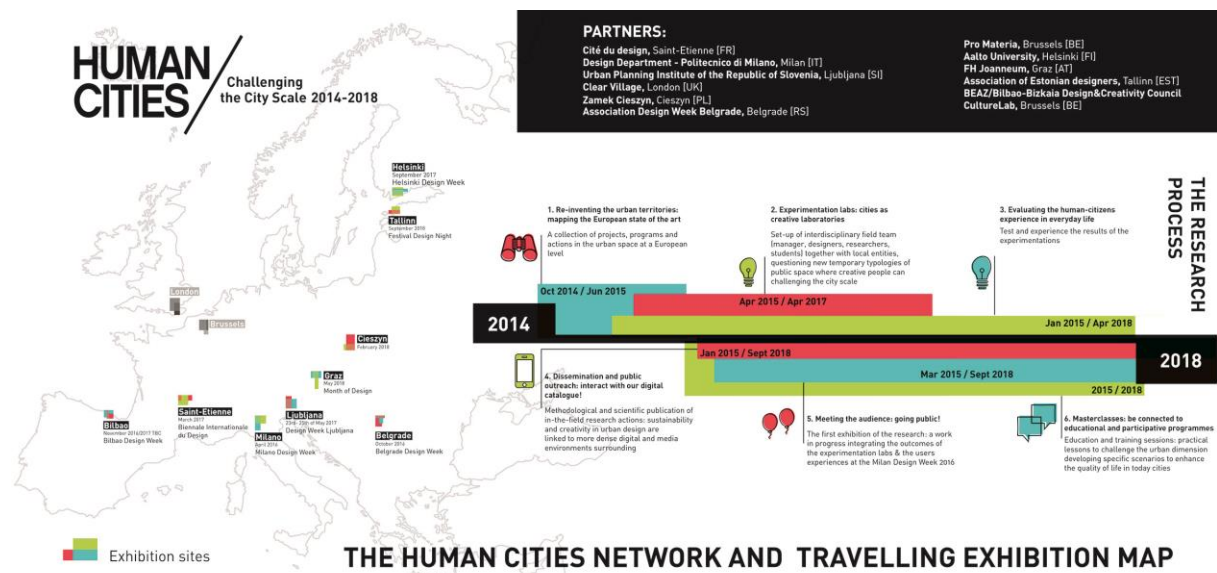 HUMAN
CITIES
Challenging
the City Scale 2014-2018
PARTNERS:
Cité du design, Saint-Etienne [FR]
Design Department - Politecnico di Milano, Milan [IT]
Urban Planning Institute of the Republic of Slovenia, Ljubljana [SI]
Clear Village, London [UK]
Zamek Cieszyn, Cieszyn [PL]
Association Design Week Belgrade, Belgrade [RS]
Pro Materia, Brussels [BE]
Aalto University, Helsinki [FI]
FH Joanneum, Graz [AT]
Association of Estonian designers, Tallinn [EST]
BEAZ/Bilbao-Bizkaia Design&Creativity Council
CultureLab, Brussels [BE]
Helsinki
September 2017
Helsinki Design Week
Tallinn
September 2018
Festival Design Night
London
Brussels
Cieszyn
February 2018
Graz
May 2018
Month of Design
Bilbao
November 2016/2017 TBC
Bilbao Design Week
Saint-Etienne
March 2017
Biennale Internationale
du Design
Milano
April 2016
Milano Design Week
Ljubljana
23rd- 25th of May 2017
Design Week Ljubljana
Belgrade
October 2016
Belgrade Design Week
Exhibition sites
THE RESEARCH
PROCESS
1. Re-inventing the urban territories:
mapping the European state of the art
A collection of projects, programs and
actions in the urban space at a European
level
2. Experimentation labs: cities as
creative laboratories
Set-up of interdisciplinary field team
(manager, designers, researchers,
students) together with local entities,
questioning new temporary typologies of
public space where creative people can
challenging the city scale
3. Evaluating the human-citizens
experience in everyday life
Test and experience the results of the
experimentations
Oct 2014 / Jun 2015
Apr 2015 / Apr 2017
2014
Jan 2015 / Apr 2018
Jan 2015 / Sept 2018
2018
Mar 2015 / Sept 2018
2015 / 2018
4. Dissemination and public
outreach: interact with our digital
catalogue!
Methodological and scientific publication of
in-the-field research actions: sustainability
and creativity in urban design are
linked to more dense digital and media
environments surrounding
5. Meeting the audience: going public!
The first exhibition of the research: a work
in progress integrating the outcomes of
the experimentation labs & the users
experiences at the Milan Design Week 2016
6. Masterclasses: be connected to
educational and participative programmes
Education and training sessions: practical
lessons to challenge the urban dimension
developing specific scenarios to enhance
the quality of life in today cities
THE HUMAN CITIES NETWORK AND TRAVELLING EXHIBITION MAP